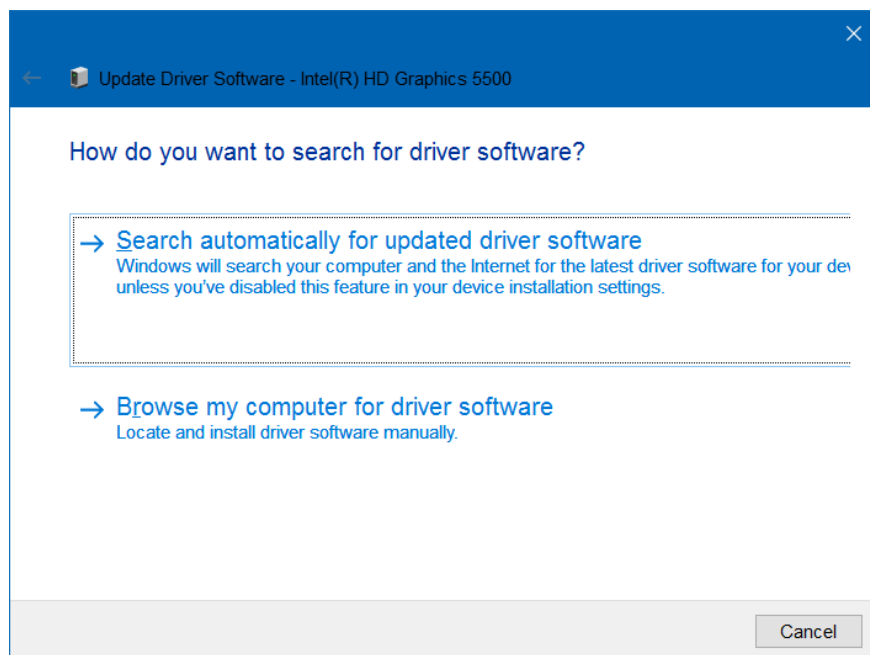 Update Driver Software - Intel(R) HD Graphics 5500
How do you want to search for driver software?
Search automatically for updated driver software
Windows will search your computer and the Internet for the latest driver software for your dev
unless you've disabled this feature in your device installation settings.
Browse my computer for driver software
Locate and install driver software manually.
Cancel